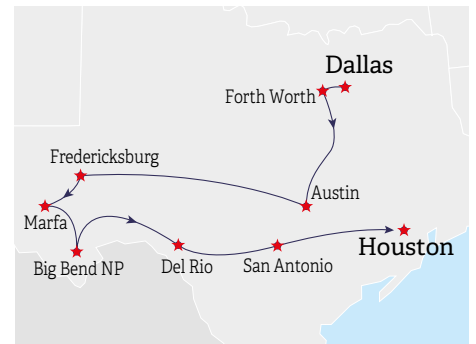 Dallas
Forth Worth
Fredericksburg
Austin
Marfa
Houston
Big Bend NP
Del Rio
San Antonio